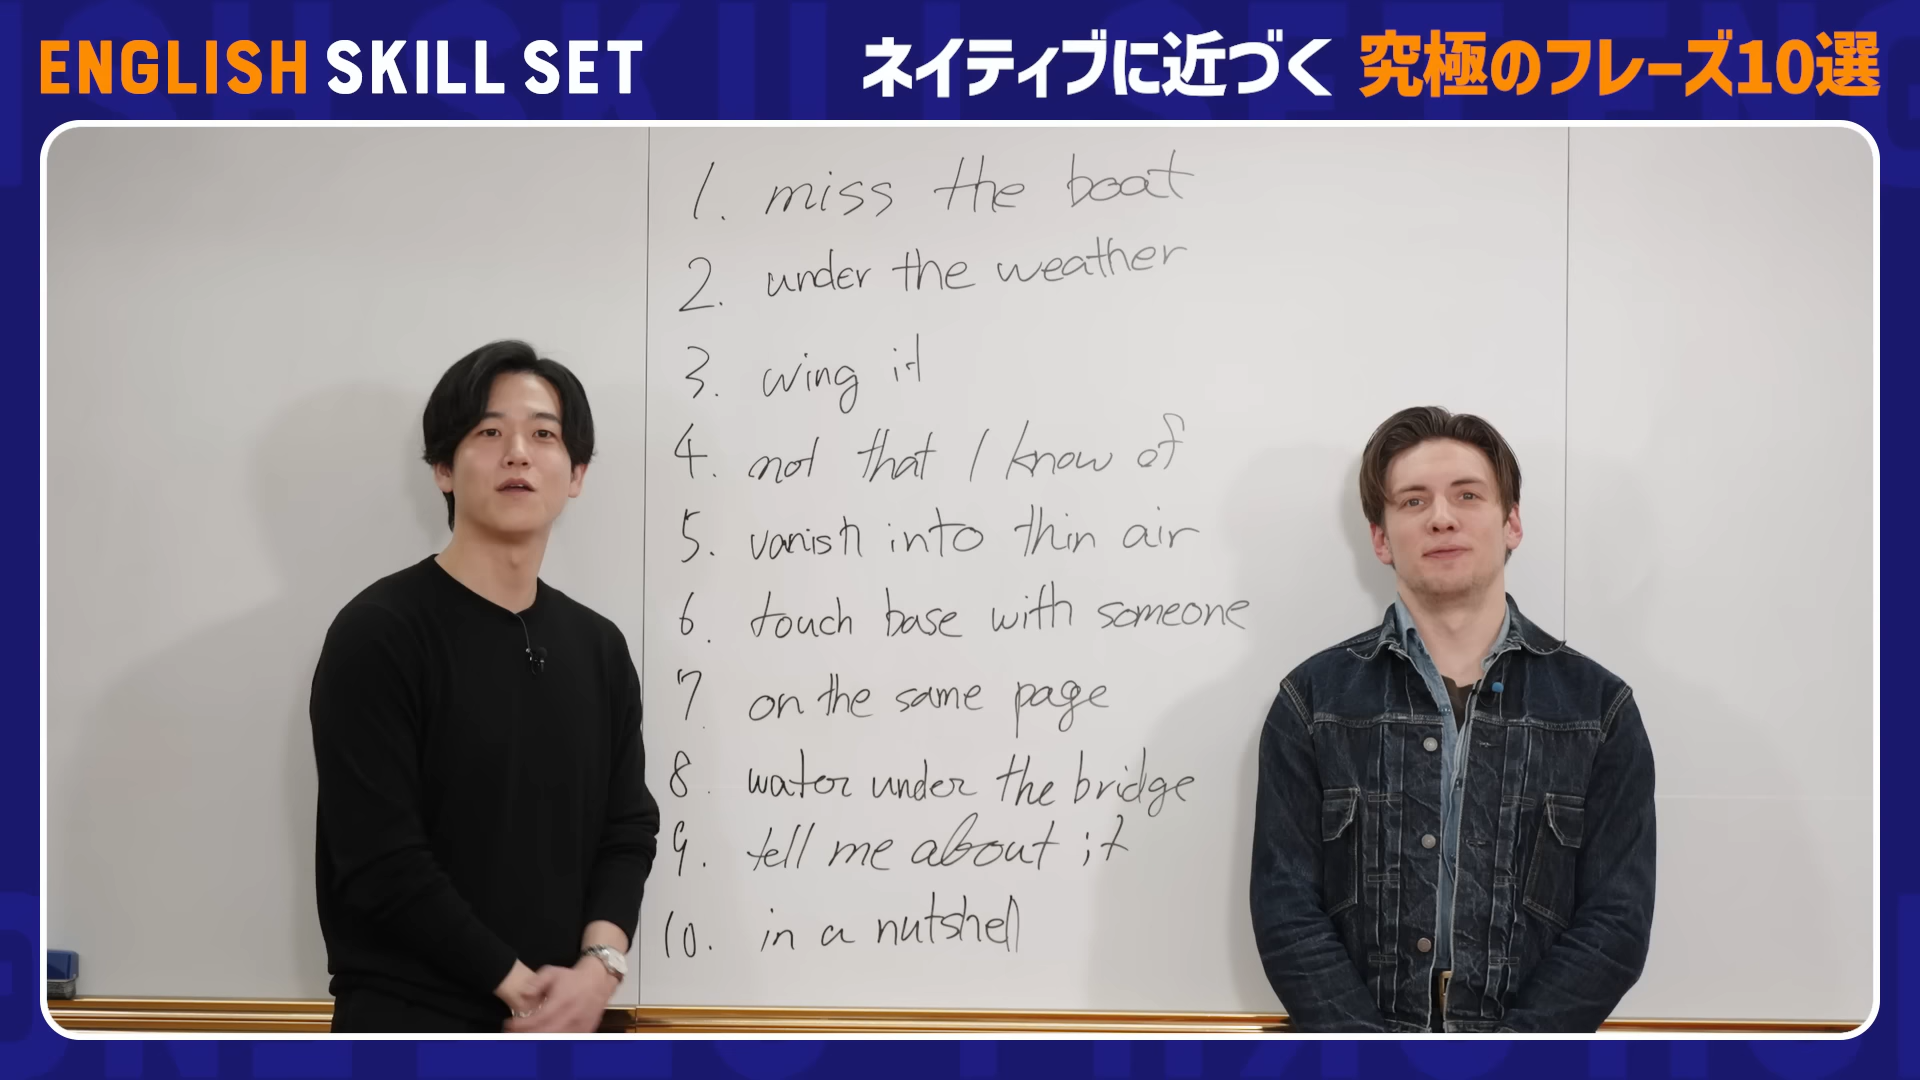 ENGLISH SKILL SET
ネイティブに近づく 究極のフレーズ10選
1. miss the boat
2. under the weather
3. wing it
4. not that I know of
5. vanish into thin air
6. touch base with someone
7. on the same page
8. water under the bridge
9. tell me about it
10. in a nutshell